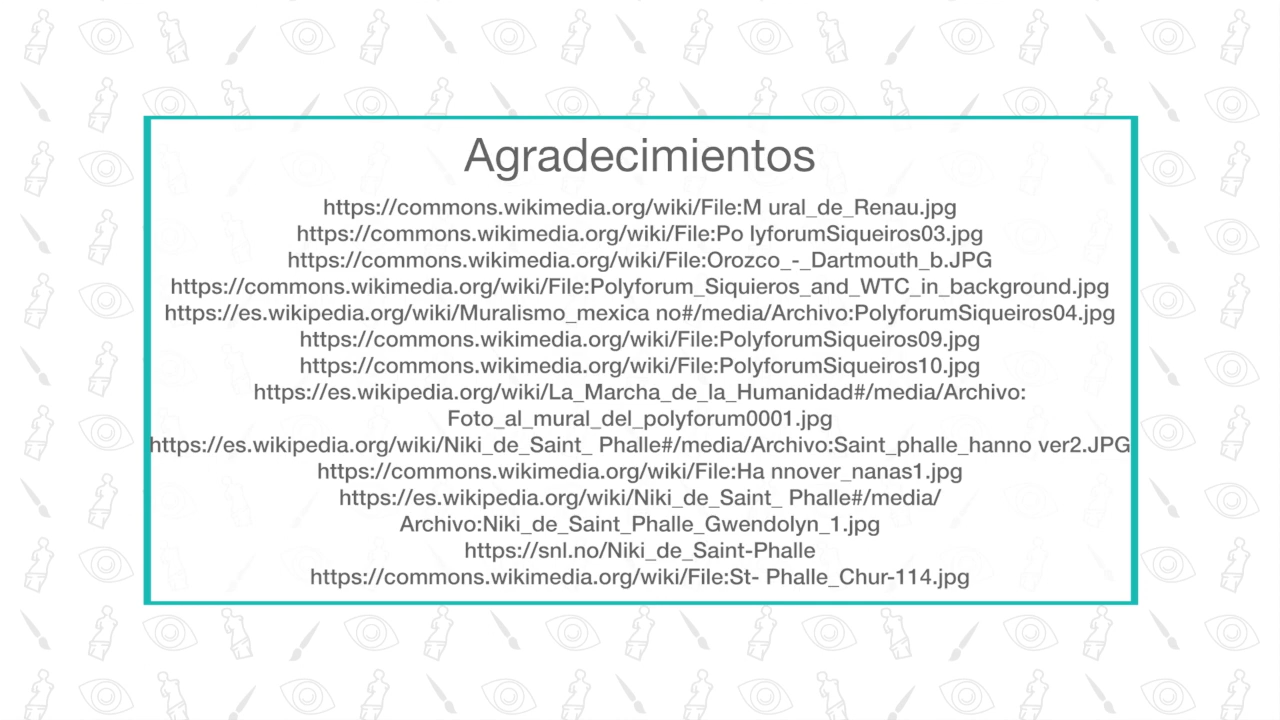 Agradecimientos
https://commons.wikimedia.org/wiki/File:M ural_de_Renau.jpg
https://commons.wikimedia.org/wiki/File:Po lyforumSiqueiros03.jpg
https://commons.wikimedia.org/wiki/File:Orozco_-_Dartmouth_b.JPG
https://commons.wikimedia.org/wiki/File:Polyforum_Siquieros_and_WTC_in_background.jpg
https://es.wikipedia.org/wiki/Muralismo_mexica no#/media/Archivo:PolyforumSiqueiros04.jpg
https://commons.wikimedia.org/wiki/File:PolyforumSiqueiros09.jpg
https://commons.wikimedia.org/wiki/File:PolyforumSiqueiros10.jpg
https://es.wikipedia.org/wiki/La_Marcha_de_la_Humanidad#/media/Archivo:
Foto_al_mural_del_polyforum0001.jpg
https://es.wikipedia.org/wiki/Niki_de_Saint_ Phalle#/media/Archivo:Saint_phalle_hanno ver2.JPG
https://commons.wikimedia.org/wiki/File:Ha nnover_nanas1.jpg
https://es.wikipedia.org/wiki/Niki_de_Saint_ Phalle#/media/
Archivo:Niki_de_Saint_Phalle_Gwendolyn_1.jpg
https://snl.no/Niki_de_Saint-Phalle
https://commons.wikimedia.org/wiki/File:St- Phalle_Chur-114.jpg